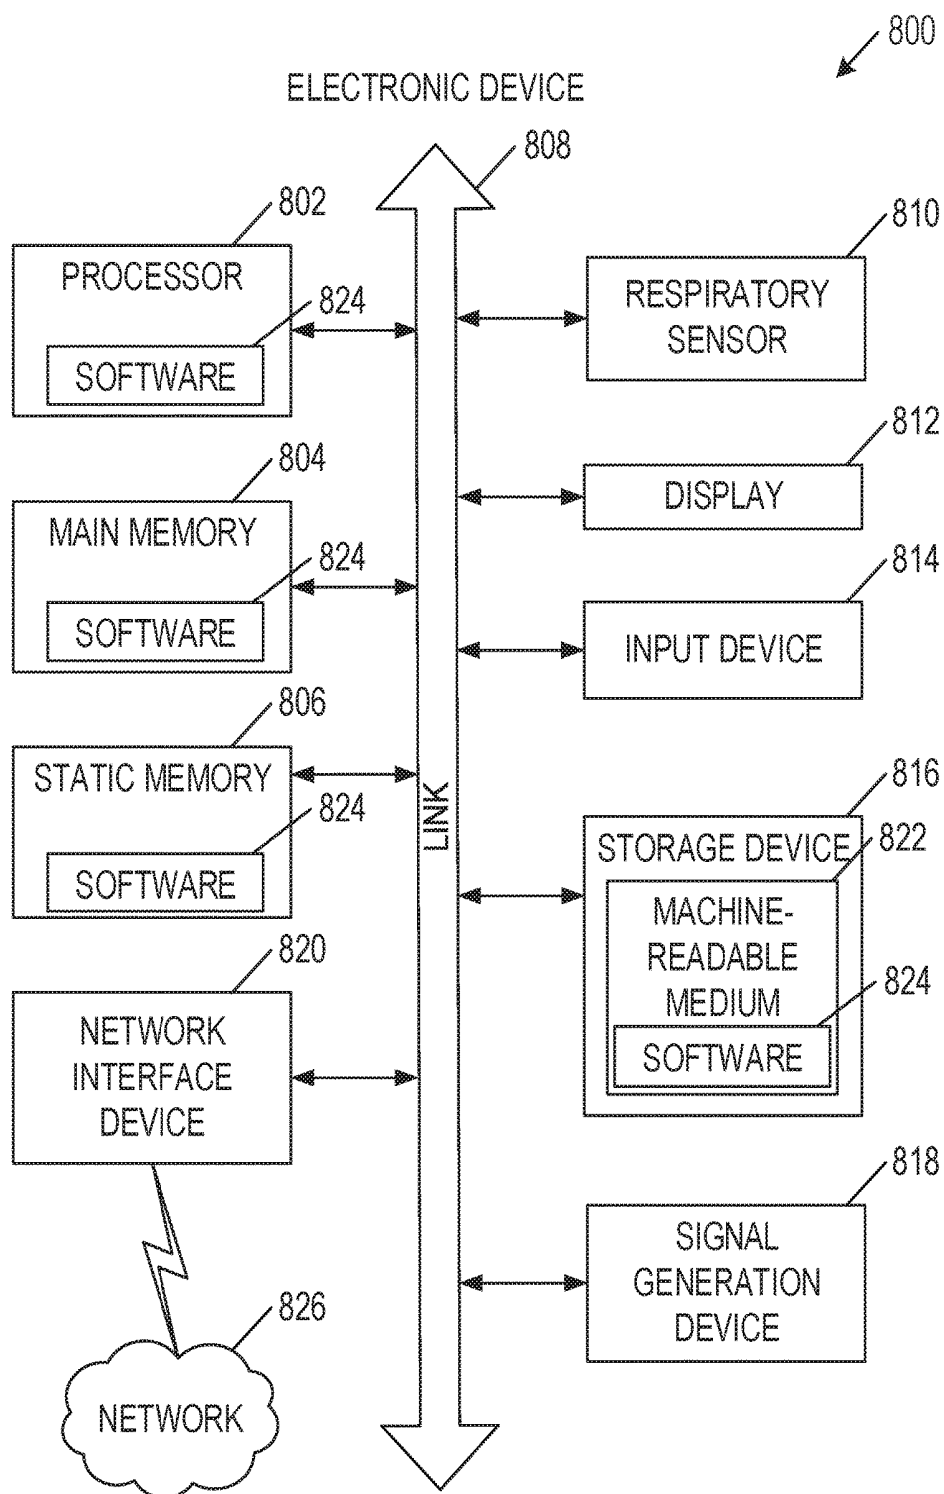 800
ELECTRONIC DEVICE
808
802
PROCESSOR
824
SOFTWARE
804
MAIN MEMORY
824
SOFTWARE
806
STATIC MEMORY
824
SOFTWARE
820
NETWORK
INTERFACE
DEVICE
826
NETWORK
LINK
810
RESPIRATORY
SENSOR
812
DISPLAY
814
INPUT DEVICE
816
STORAGE DEVICE
822
MACHINE-
READABLE
MEDIUM
824
SOFTWARE
818
SIGNAL
GENERATION
DEVICE